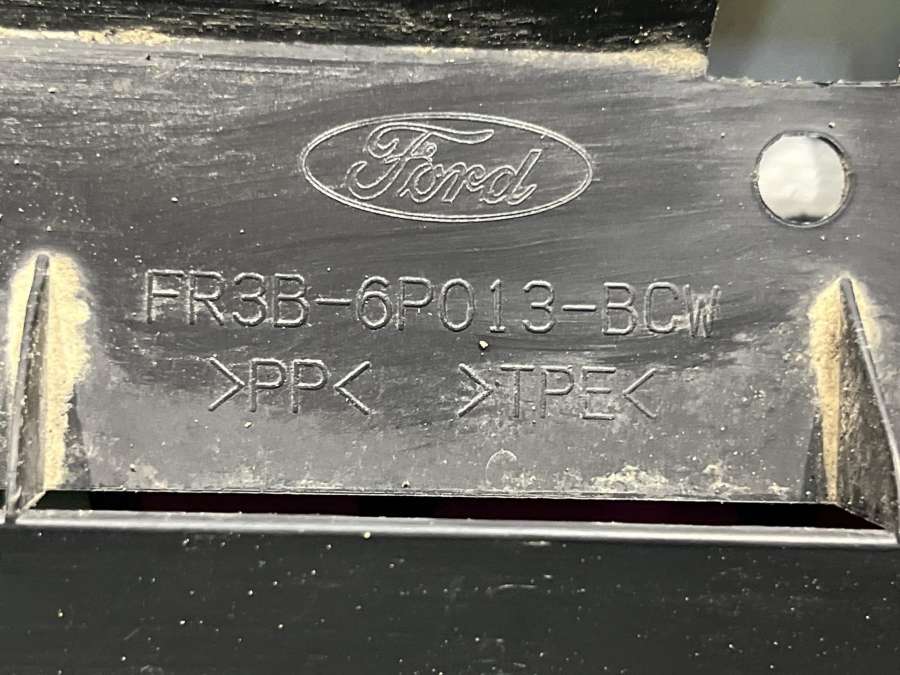 Ford
FR3B-6P013-BCW
>PP< >TPE<
C